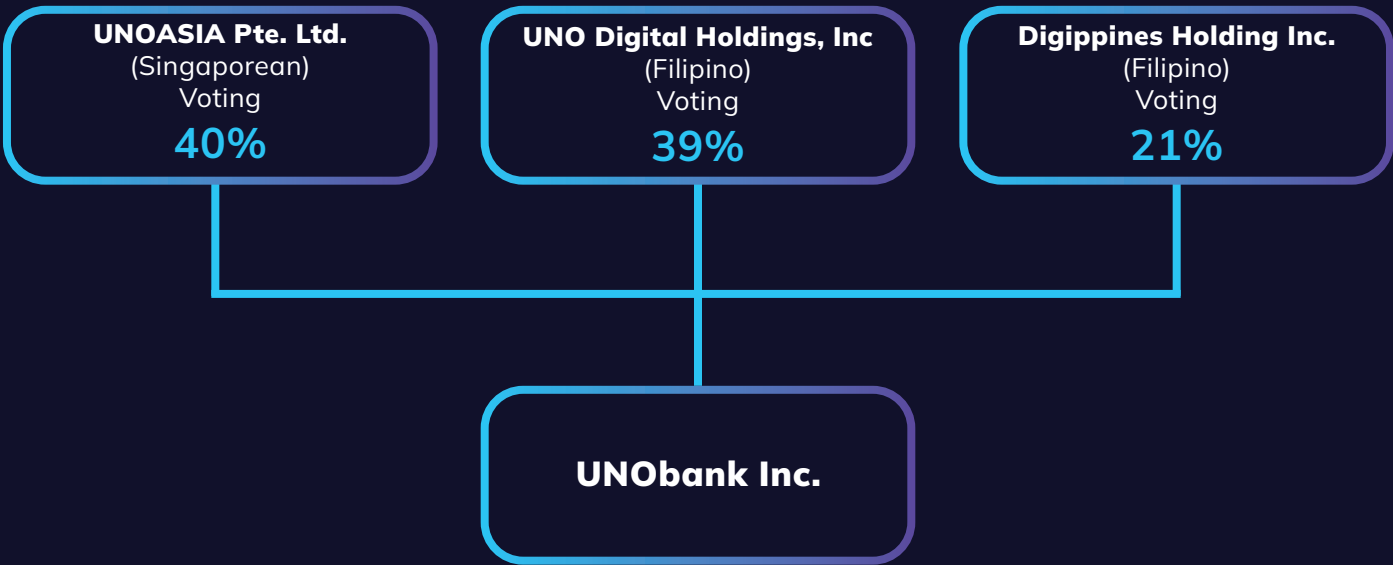 UNOASIA Pte. Ltd.
(Singaporean)
Voting
40%
UNO Digital Holdings, Inc
(Filipino)
Voting
39%
Digippines Holding Inc.
(Filipino)
Voting
21%
UNObank Inc.